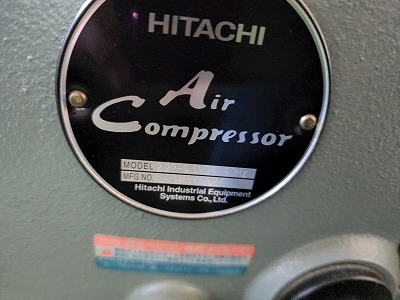 HITACHI
Air
Compressor
MODEL
MFG.NO
Hitachi Industrial Equipment
Systems Co., Ltd.